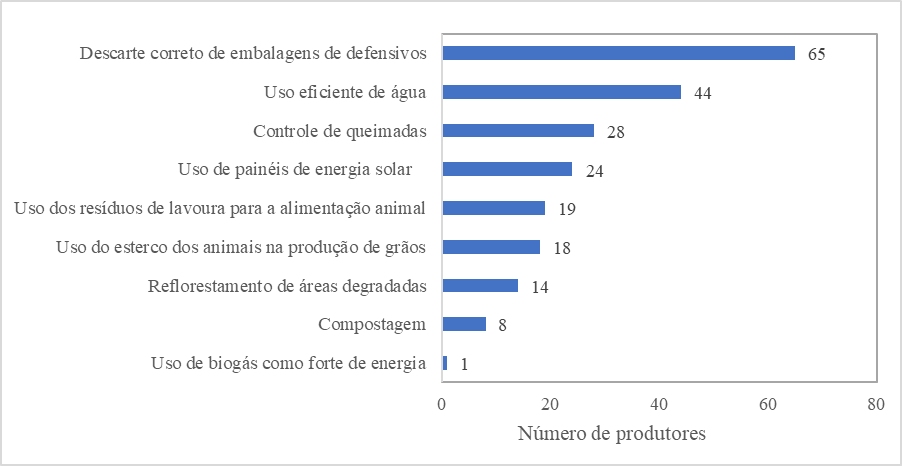 Descarte correto de embalagens de defensivos 65
Uso eficiente de água 44
Controle de queimadas 28
Uso de painéis de energia solar 24
Uso dos resíduos de lavoura para a alimentação animal 19
Uso do esterco dos animais na produção de grãos 18
Reflorestamento de áreas degradadas 14
Compostagem 8
Uso de biogás como forte de energia 1
0 20 40 60 80
Número de produtores